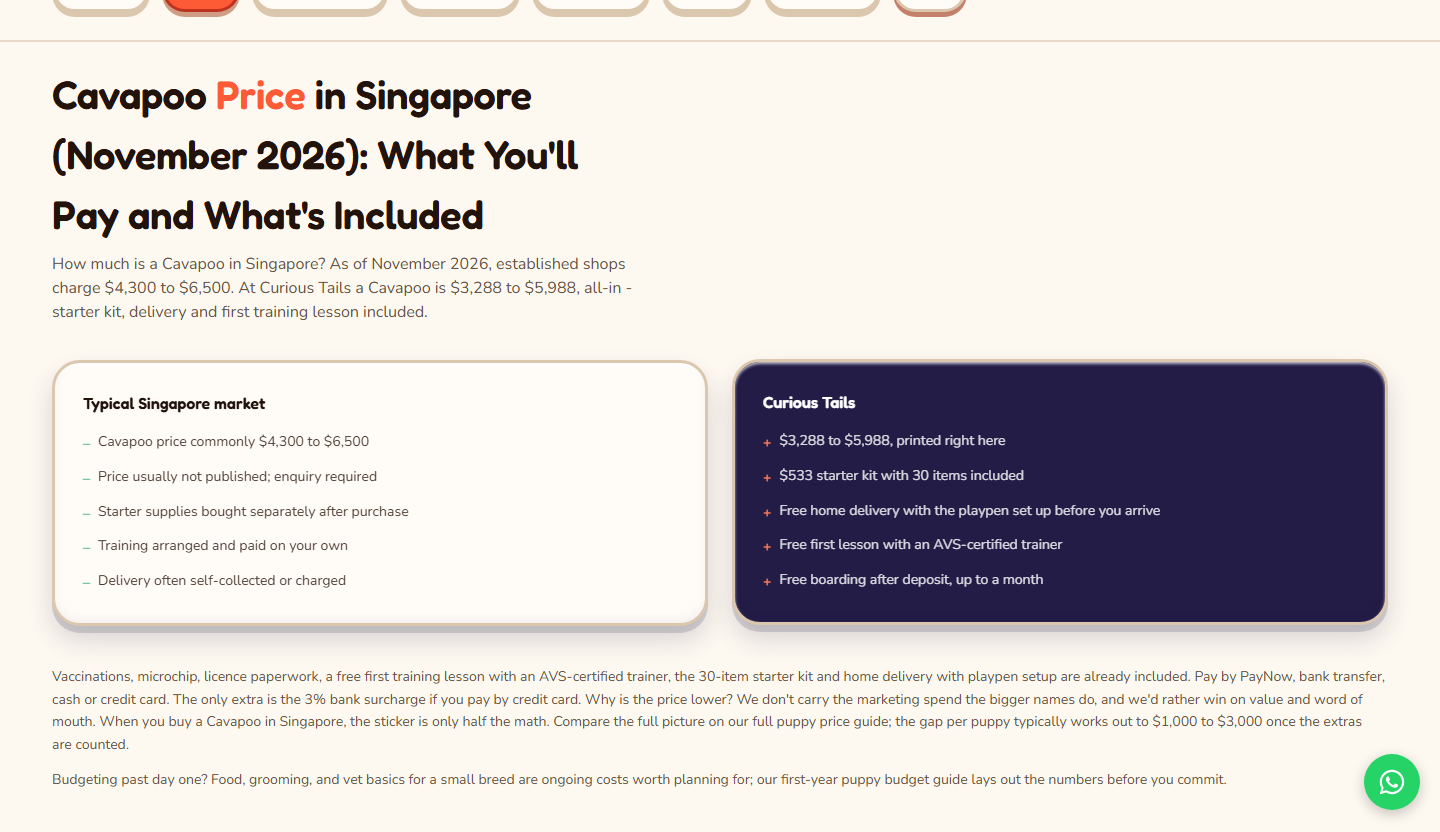 Cavapoo Price in Singapore
(November 2026): What You'll
Pay and What's Included
How much is a Cavapoo in Singapore? As of November 2026, established shops
charge $4,300 to $6,500. At Curious Tails a Cavapoo is $3,288 to $5,988, all-in -
starter kit, delivery and first training lesson included.
Typical Singapore market
– Cavapoo price commonly $4,300 to $6,500
– Price usually not published; enquiry required
– Starter supplies bought separately after purchase
– Training arranged and paid on your own
– Delivery often self-collected or charged
Curious Tails
+ $3,288 to $5,988, printed right here
+ $533 starter kit with 30 items included
+ Free home delivery with the playpen set up before you arrive
+ Free first lesson with an AVS-certified trainer
+ Free boarding after deposit, up to a month
Vaccinations, microchip, licence paperwork, a free first training lesson with an AVS-certified trainer, the 30-item starter kit and home delivery with playpen setup are already included. Pay by PayNow, bank transfer,
cash or credit card. The only extra is the 3% bank surcharge if you pay by credit card. Why is the price lower? We don't carry the marketing spend the bigger names do, and we'd rather win on value and word of
mouth. When you buy a Cavapoo in Singapore, the sticker is only half the math. Compare the full picture on our full puppy price guide; the gap per puppy typically works out to $1,000 to $3,000 once the extras
are counted.
Budgeting past day one? Food, grooming, and vet basics for a small breed are ongoing costs worth planning for; our first-year puppy budget guide lays out the numbers before you commit.